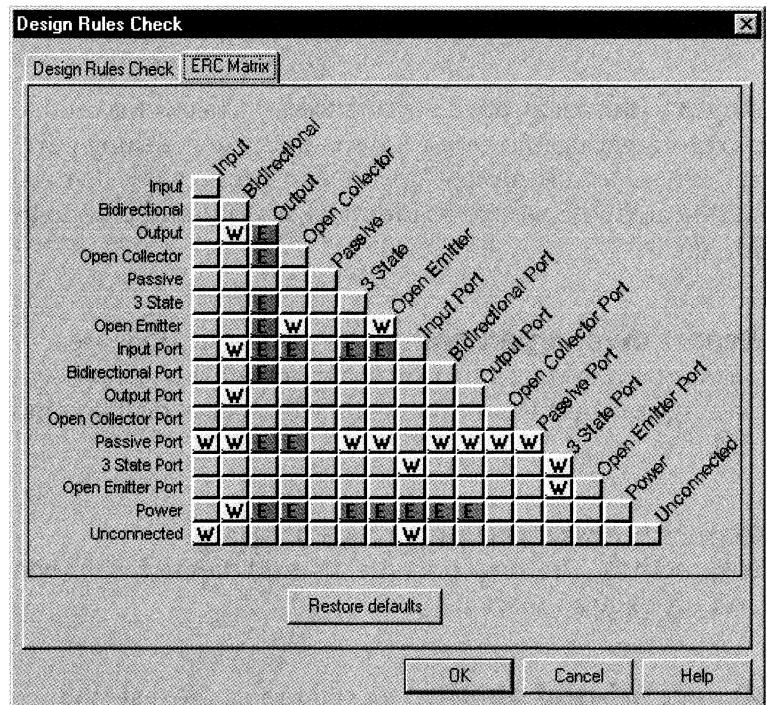 Design Rules Check
Design Rules Check ERC Matrix
Input
Bidirectional
Output
Open Collector
Passive
3 State
Open Emitter
Input Port
Bidirectional Port
Output Port
Open Collector Port
Passive Port
3 State Port
Open Emitter Port
Power
Unconnected
Input
Bidirectional
Output W E
Open Collector E
Passive
3 State E
Open Emitter E W W
Input Port W E E E E
Bidirectional Port E
Output Port W
Open Collector Port
Passive Port W W E E W W W W W W
3 State Port W W
Open Emitter Port W
Power W E E E E E E E
Unconnected W W
Restore defaults
OK Cancel Help